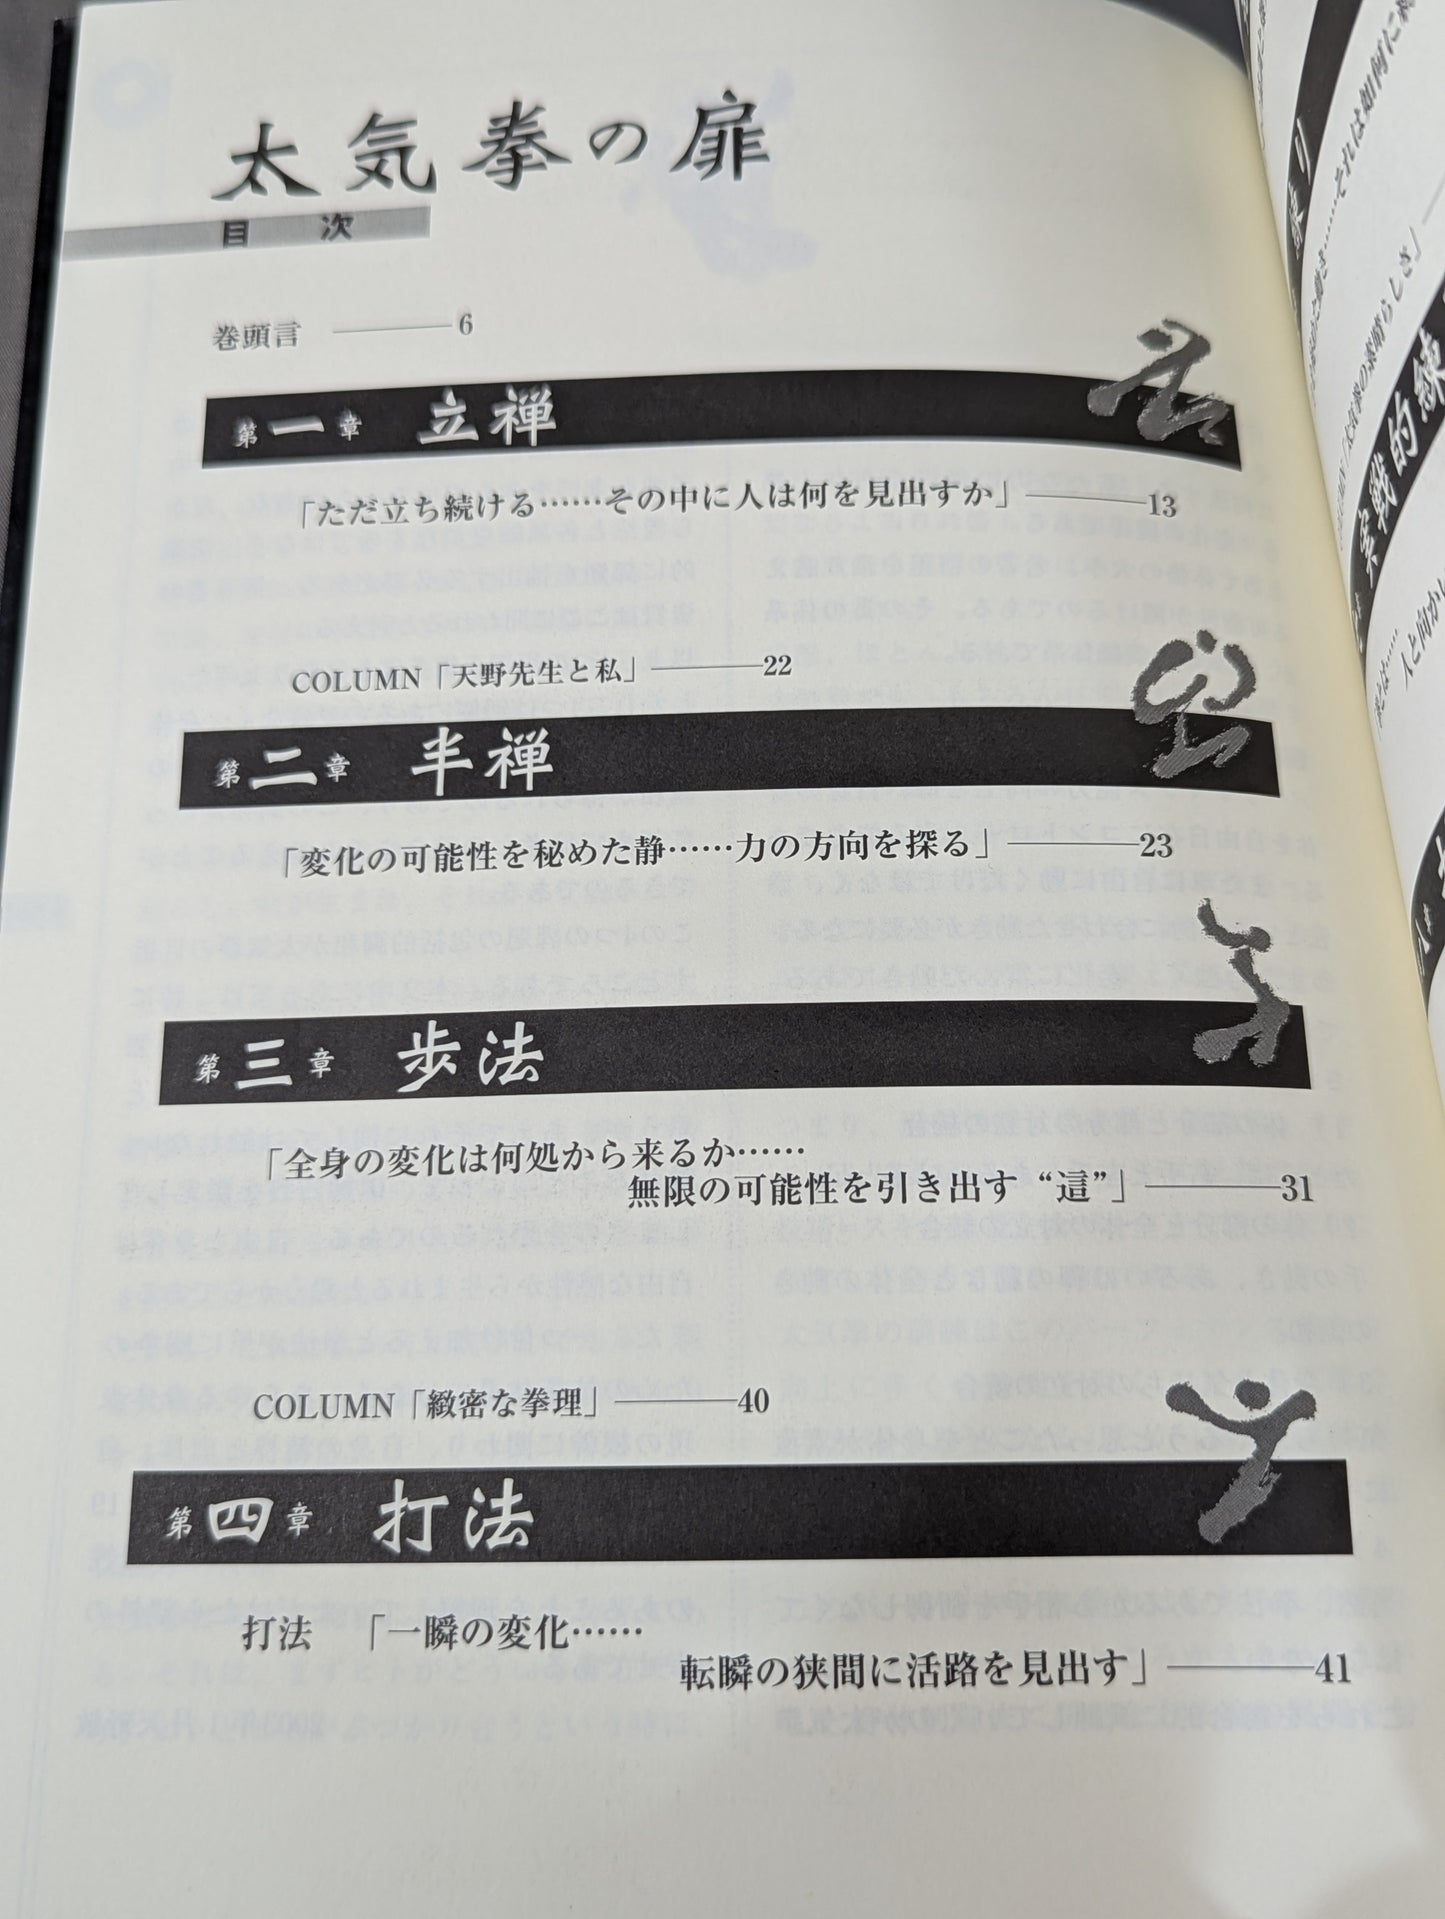 太気拳の扉
目次
巻頭言 ――― 6
第一章 立禅
「ただ立ち続ける……その中に人は何を見出すか」――― 13
COLUMN「天野先生と私」――― 22
第二章 半禅
「変化の可能性を秘めた静……力の方向を探る」――― 23
第三章 歩法
「全身の変化は何処から来るか……
無限の可能性を引き出す “這”」――― 31
COLUMN「緻密な拳理」――― 40
第四章 打法
打法 「一瞬の変化……
転瞬の狭間に活路を見出す」――― 41